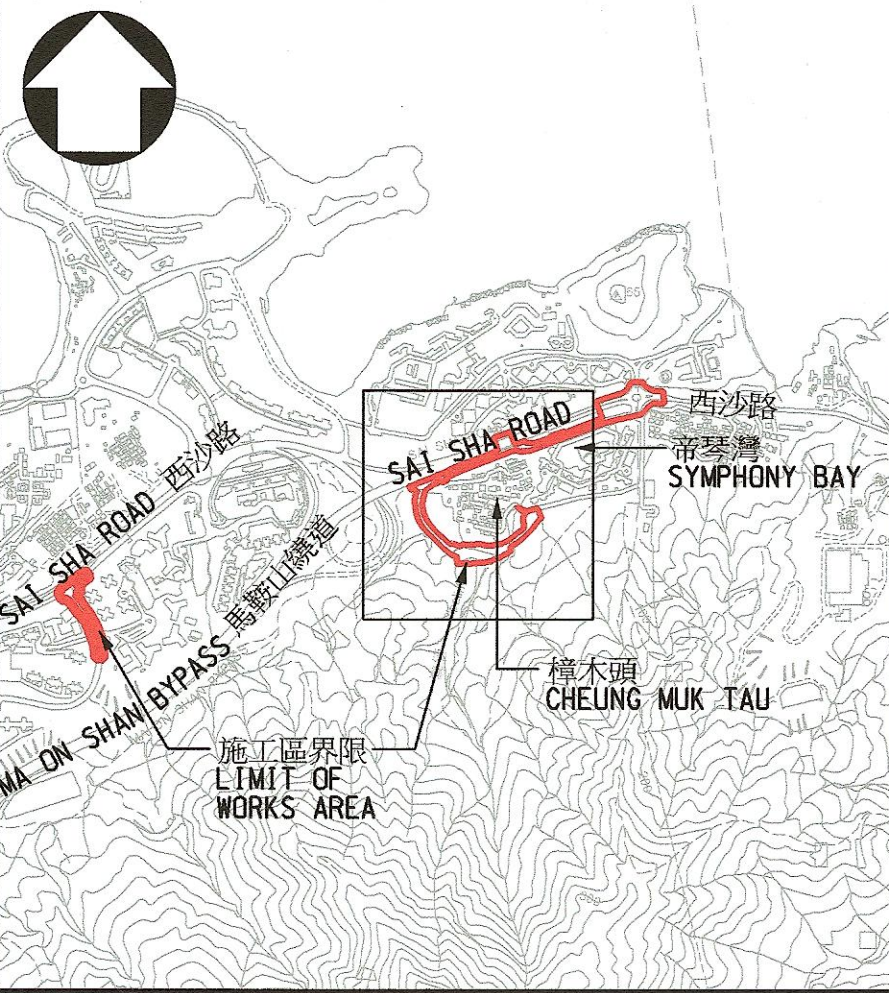 西沙路
SAI SHA ROAD
帝琴灣
SYMPHONY BAY
SAI SHA ROAD 西沙路
MA ON SHAN BYPASS 馬鞍山繞道
樟木頭
CHEUNG MUK TAU
施工區界限
LIMIT OF
WORKS AREA